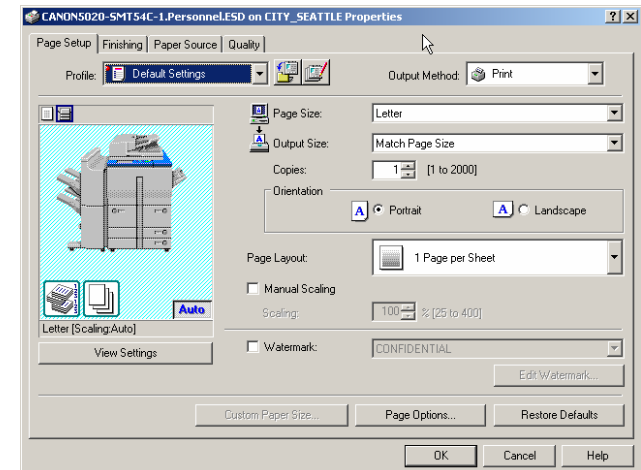 CANON5020-SMT54C-1.Personnel.ESD on CITY_SEATTLE Properties
Page Setup Finishing Paper Source Quality
Profile: Default Settings Output Method: Print
Page Size: Letter
Output Size: Match Page Size
Copies: 1 [1 to 2000]
Orientation
A Portrait A Landscape
Page Layout: 1 Page per Sheet
Manual Scaling
Auto
Scaling: 100 % [25 to 400]
Letter [Scaling:Auto]
View Settings
Watermark: CONFIDENTIAL
Edit Watermark...
Custom Paper Size... Page Options... Restore Defaults
OK Cancel Help